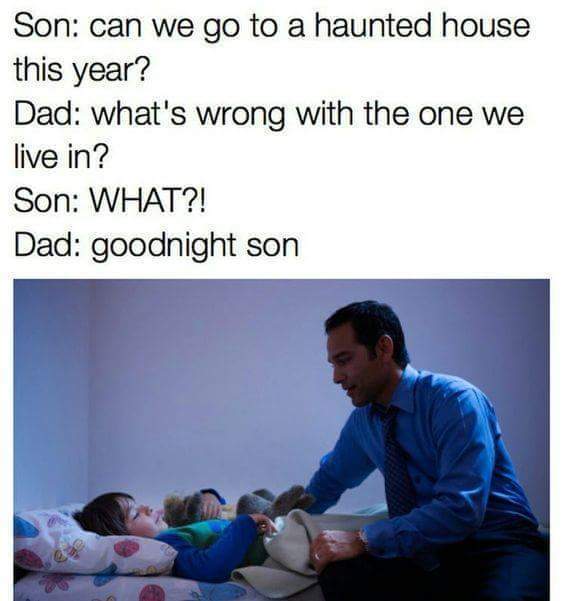 Son: can we go to a haunted house
this year?
Dad: what's wrong with the one we
live in?
Son: WHAT?!
Dad: goodnight son